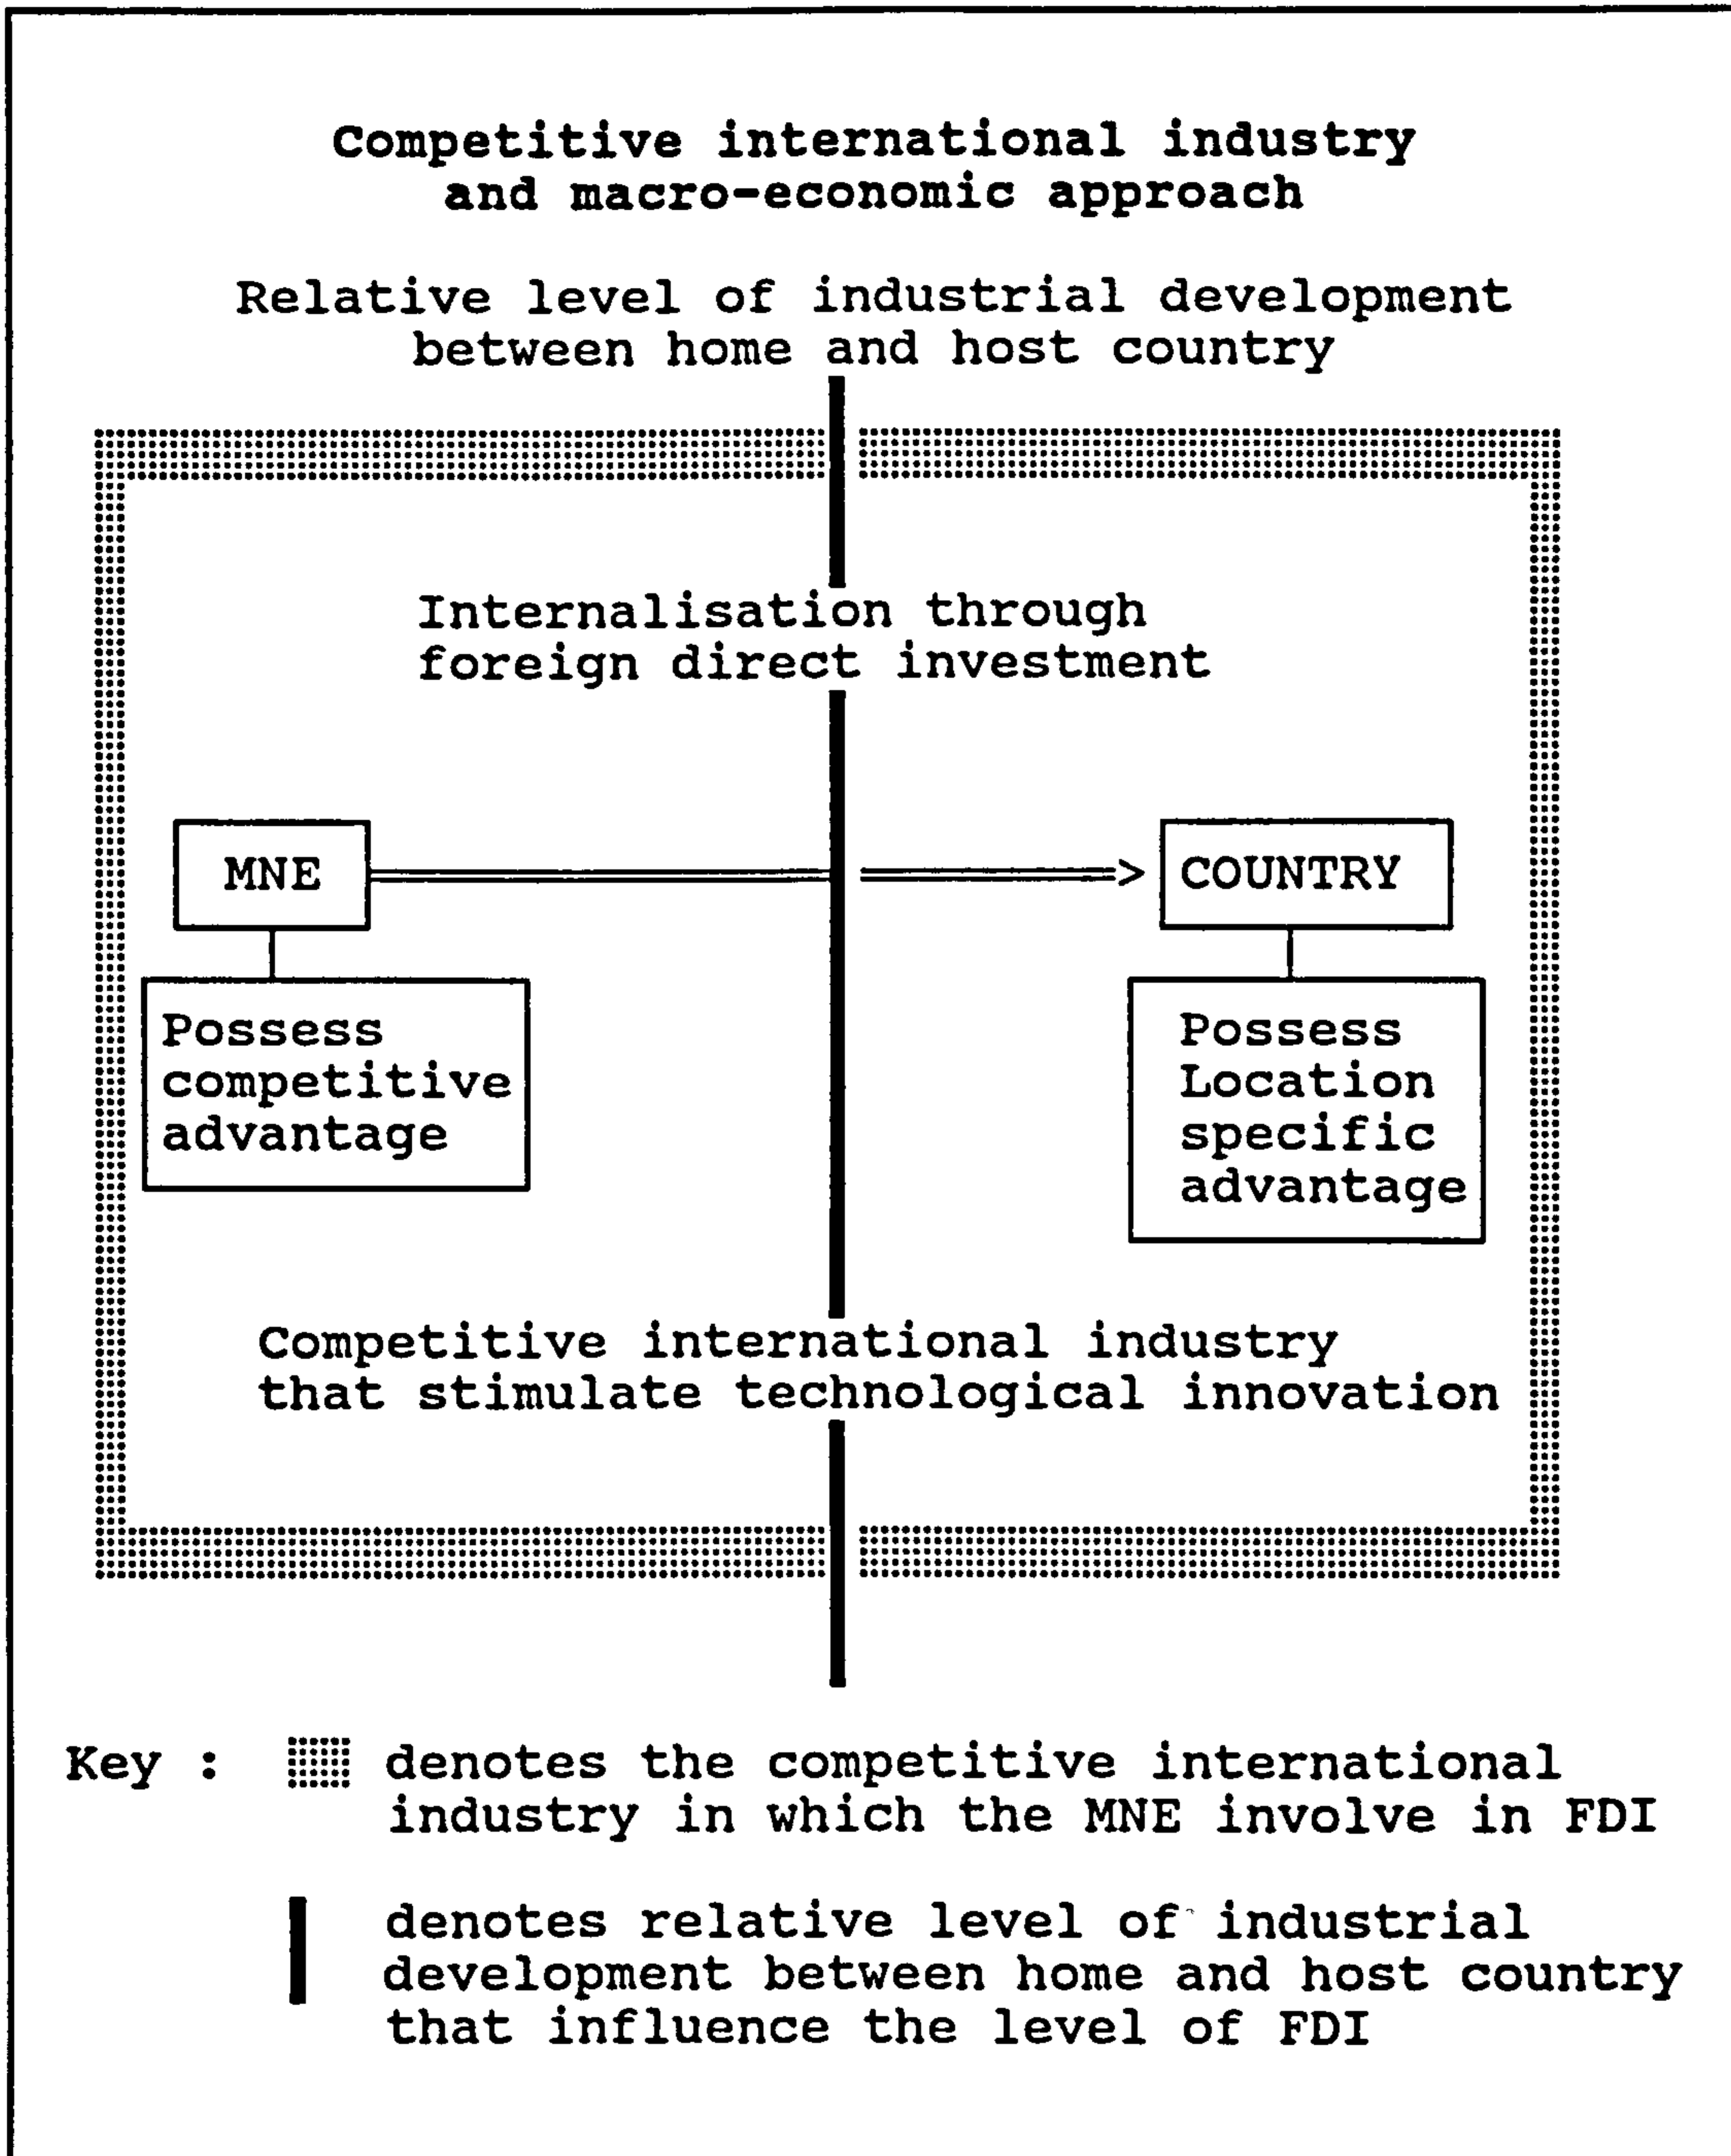 Competitive international industry
and macro-economic approach
Relative level of industrial development
between home and host country
Internalisation through
foreign direct investment
MNE
COUNTRY
Possess
competitive
advantage
Possess
Location
specific
advantage
Competitive international industry
that stimulate technological innovation
Key : denotes the competitive international
industry in which the MNE involve in FDI
denotes relative level of industrial
development between home and host country
that influence the level of FDI